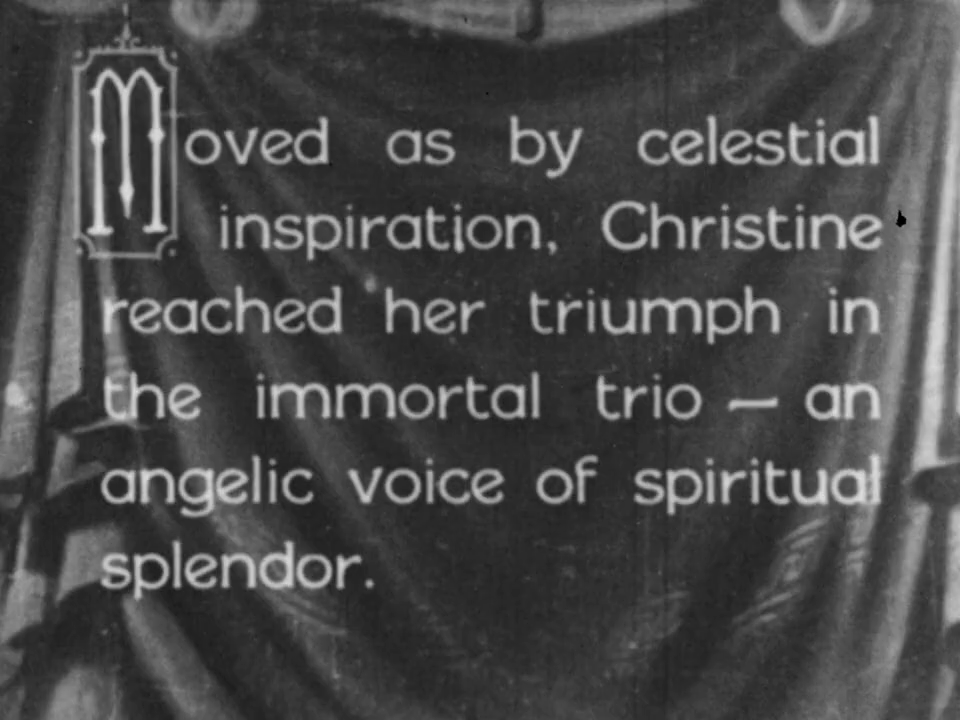 Moved as by celestial
inspiration, Christine
reached her triumph in
the immortal trio — an
angelic voice of spiritual
splendor.